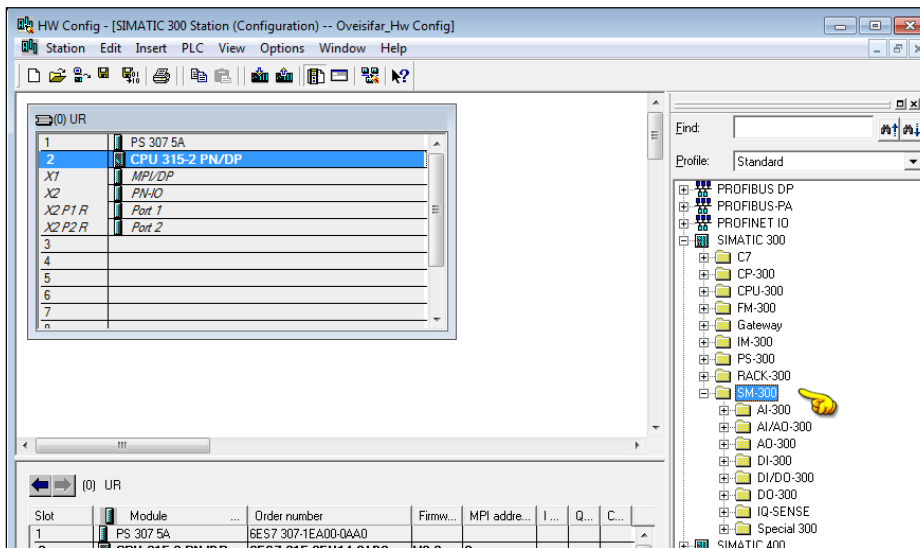 HW Config - [SIMATIC 300 Station (Configuration) -- Oveisifar_Hw Config]
Station Edit Insert PLC View Options Window Help
(0) UR
1 PS 307 5A
2 CPU 315-2 PN/DP
X1 MPI/DP
X2 PN-IO
X2 P1 R Port 1
X2 P2 R Port 2
3
4
5
6
7
Find:
Profile: Standard
PROFIBUS DP
PROFIBUS-PA
PROFINET IO
SIMATIC 300
C7
CP-300
CPU-300
FM-300
Gateway
IM-300
PS-300
RACK-300
SM-300
AI-300
AI/AO-300
AO-300
DI-300
DI/DO-300
DO-300
IQ-SENSE
Special 300
SIMATIC 400
(0) UR
Slot Module ... Order number Firmw... MPI addre... I ... Q... C...
1 PS 307 5A 6ES7 307-1EA00-0AA0